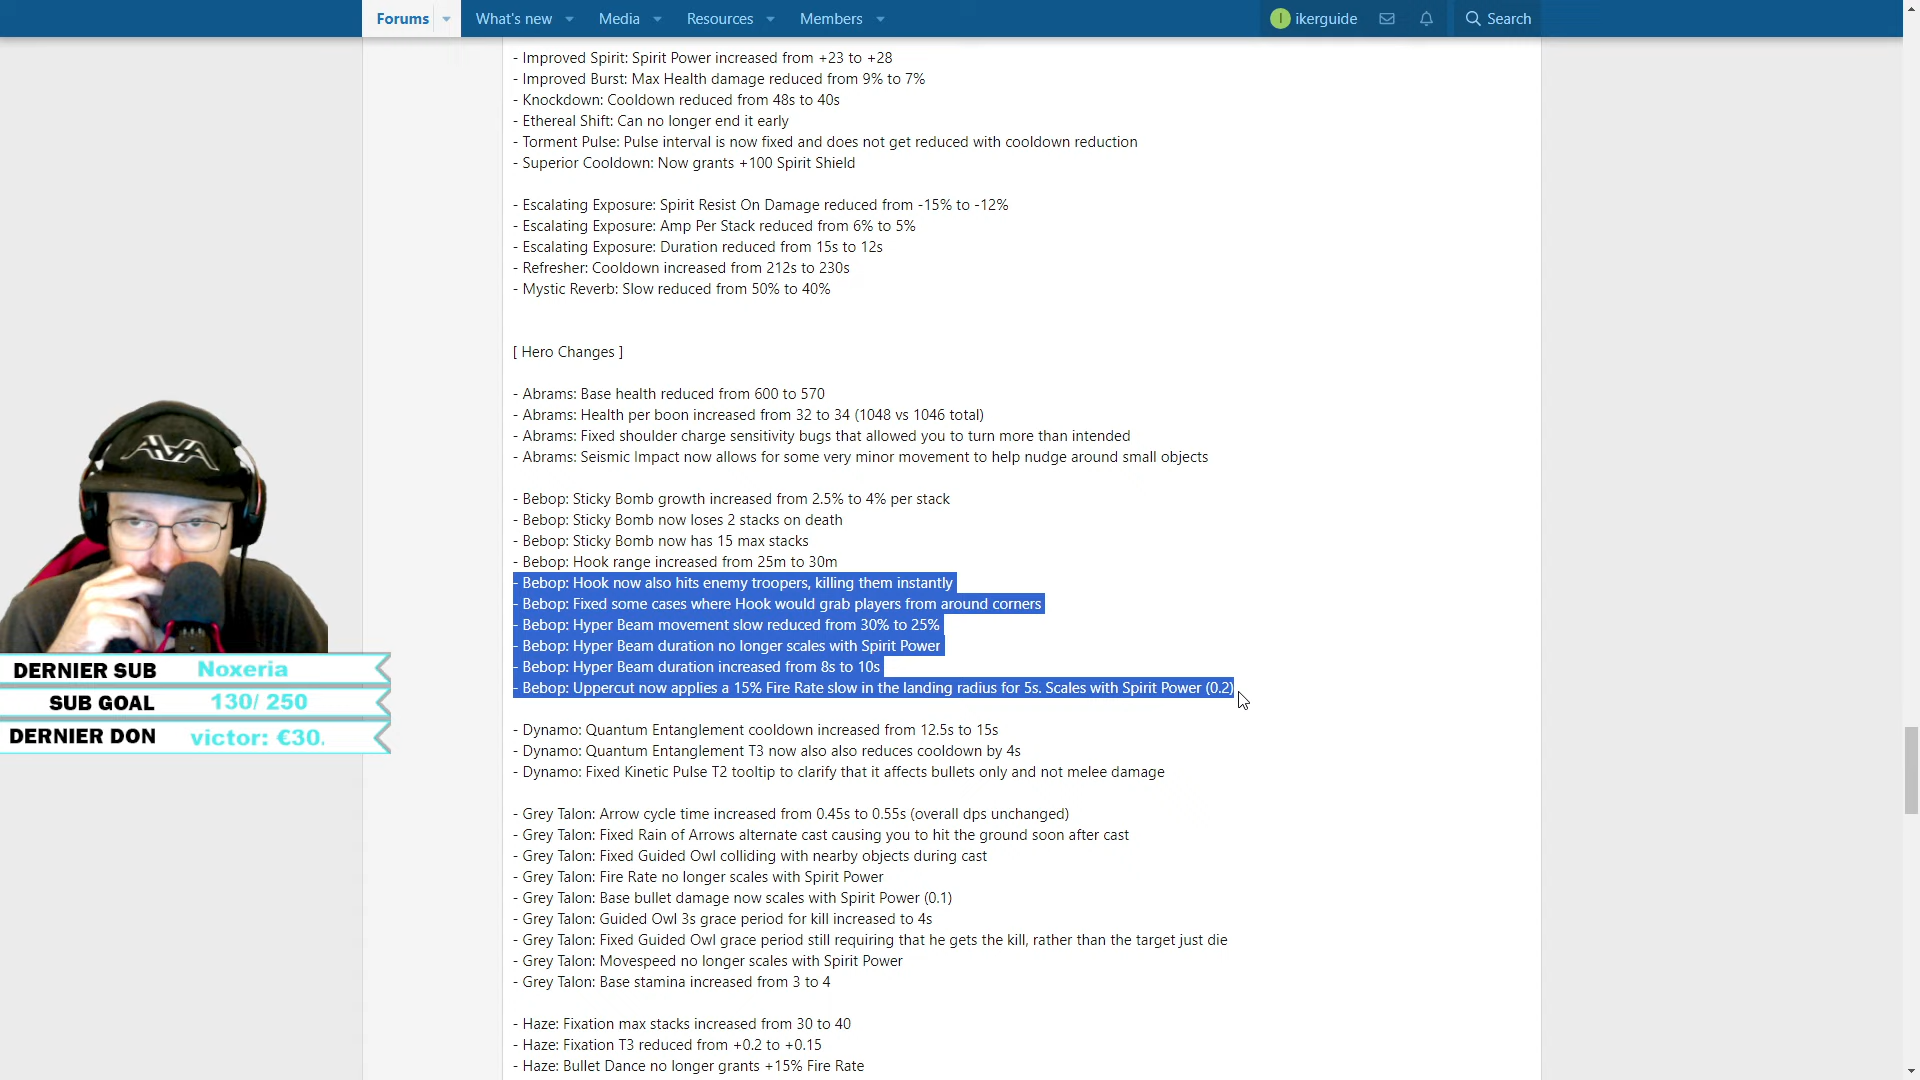 Forums What's new Media Resources Members I ikerguide Search
- Improved Spirit: Spirit Power increased from +23 to +28
- Improved Burst: Max Health damage reduced from 9% to 7%
- Knockdown: Cooldown reduced from 48s to 40s
- Ethereal Shift: Can no longer end it early
- Torment Pulse: Pulse interval is now fixed and does not get reduced with cooldown reduction
- Superior Cooldown: Now grants +100 Spirit Shield
- Escalating Exposure: Spirit Resist On Damage reduced from -15% to -12%
- Escalating Exposure: Amp Per Stack reduced from 6% to 5%
- Escalating Exposure: Duration reduced from 15s to 12s
- Refresher: Cooldown increased from 212s to 230s
- Mystic Reverb: Slow reduced from 50% to 40%
[ Hero Changes ]
- Abrams: Base health reduced from 600 to 570
- Abrams: Health per boon increased from 32 to 34 (1048 vs 1046 total)
- Abrams: Fixed shoulder charge sensitivity bugs that allowed you to turn more than intended
- Abrams: Seismic Impact now allows for some very minor movement to help nudge around small objects
- Bebop: Sticky Bomb growth increased from 2.5% to 4% per stack
- Bebop: Sticky Bomb now loses 2 stacks on death
- Bebop: Sticky Bomb now has 15 max stacks
- Bebop: Hook range increased from 25m to 30m
- Bebop: Hook now also hits enemy troopers, killing them instantly
- Bebop: Fixed some cases where Hook would grab players from around corners
- Bebop: Hyper Beam movement slow reduced from 30% to 25%
- Bebop: Hyper Beam duration no longer scales with Spirit Power
- Bebop: Hyper Beam duration increased from 8s to 10s
- Bebop: Uppercut now applies a 15% Fire Rate slow in the landing radius for 5s. Scales with Spirit Power (0.2)
- Dynamo: Quantum Entanglement cooldown increased from 12.5s to 15s
- Dynamo: Quantum Entanglement T3 now also also reduces cooldown by 4s
- Dynamo: Fixed Kinetic Pulse T2 tooltip to clarify that it affects bullets only and not melee damage
- Grey Talon: Arrow cycle time increased from 0.45s to 0.55s (overall dps unchanged)
- Grey Talon: Fixed Rain of Arrows alternate cast causing you to hit the ground soon after cast
- Grey Talon: Fixed Guided Owl colliding with nearby objects during cast
- Grey Talon: Fire Rate no longer scales with Spirit Power
- Grey Talon: Base bullet damage now scales with Spirit Power (0.1)
- Grey Talon: Guided Owl 3s grace period for kill increased to 4s
- Grey Talon: Fixed Guided Owl grace period still requiring that he gets the kill, rather than the target just die
- Grey Talon: Movespeed no longer scales with Spirit Power
- Grey Talon: Base stamina increased from 3 to 4
- Haze: Fixation max stacks increased from 30 to 40
- Haze: Fixation T3 reduced from +0.2 to +0.15
- Haze: Bullet Dance no longer grants +15% Fire Rate
AVA
DERNIER SUB Noxeria
SUB GOAL 130/ 250
DERNIER DON victor: €30.